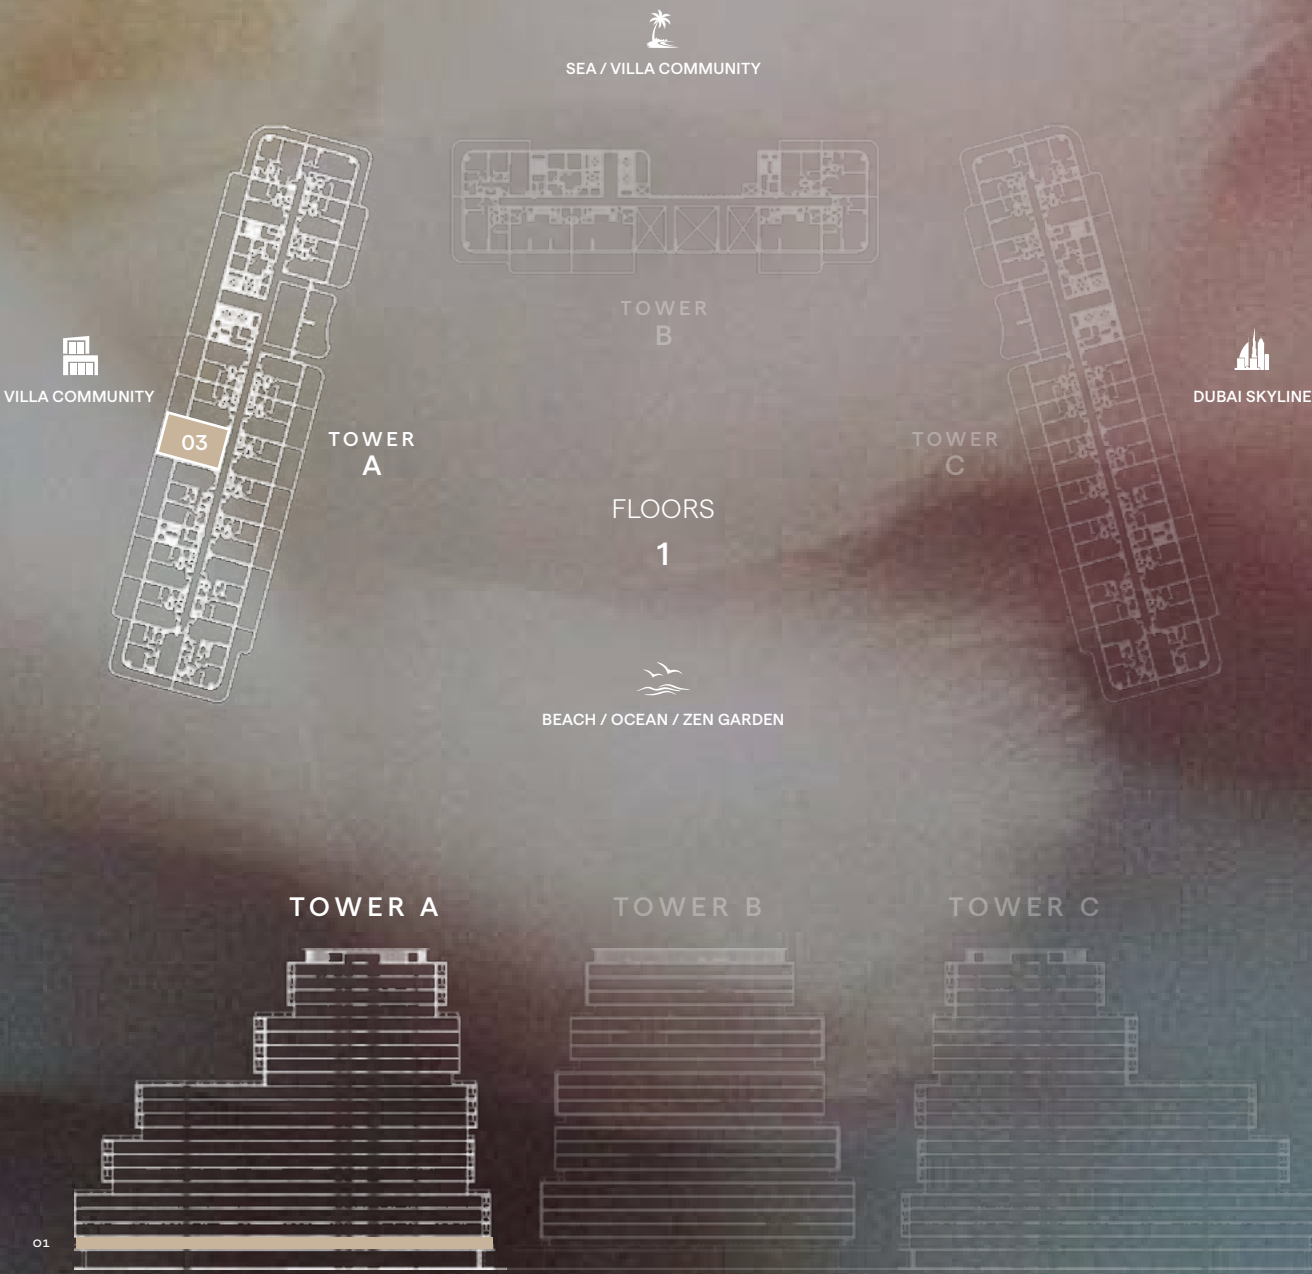 SEA / VILLA COMMUNITY
TOWER
B
VILLA COMMUNITY
DUBAI SKYLINE
03
TOWER
A
TOWER
C
FLOORS
1
BEACH / OCEAN / ZEN GARDEN
TOWER A
TOWER B
TOWER C
01